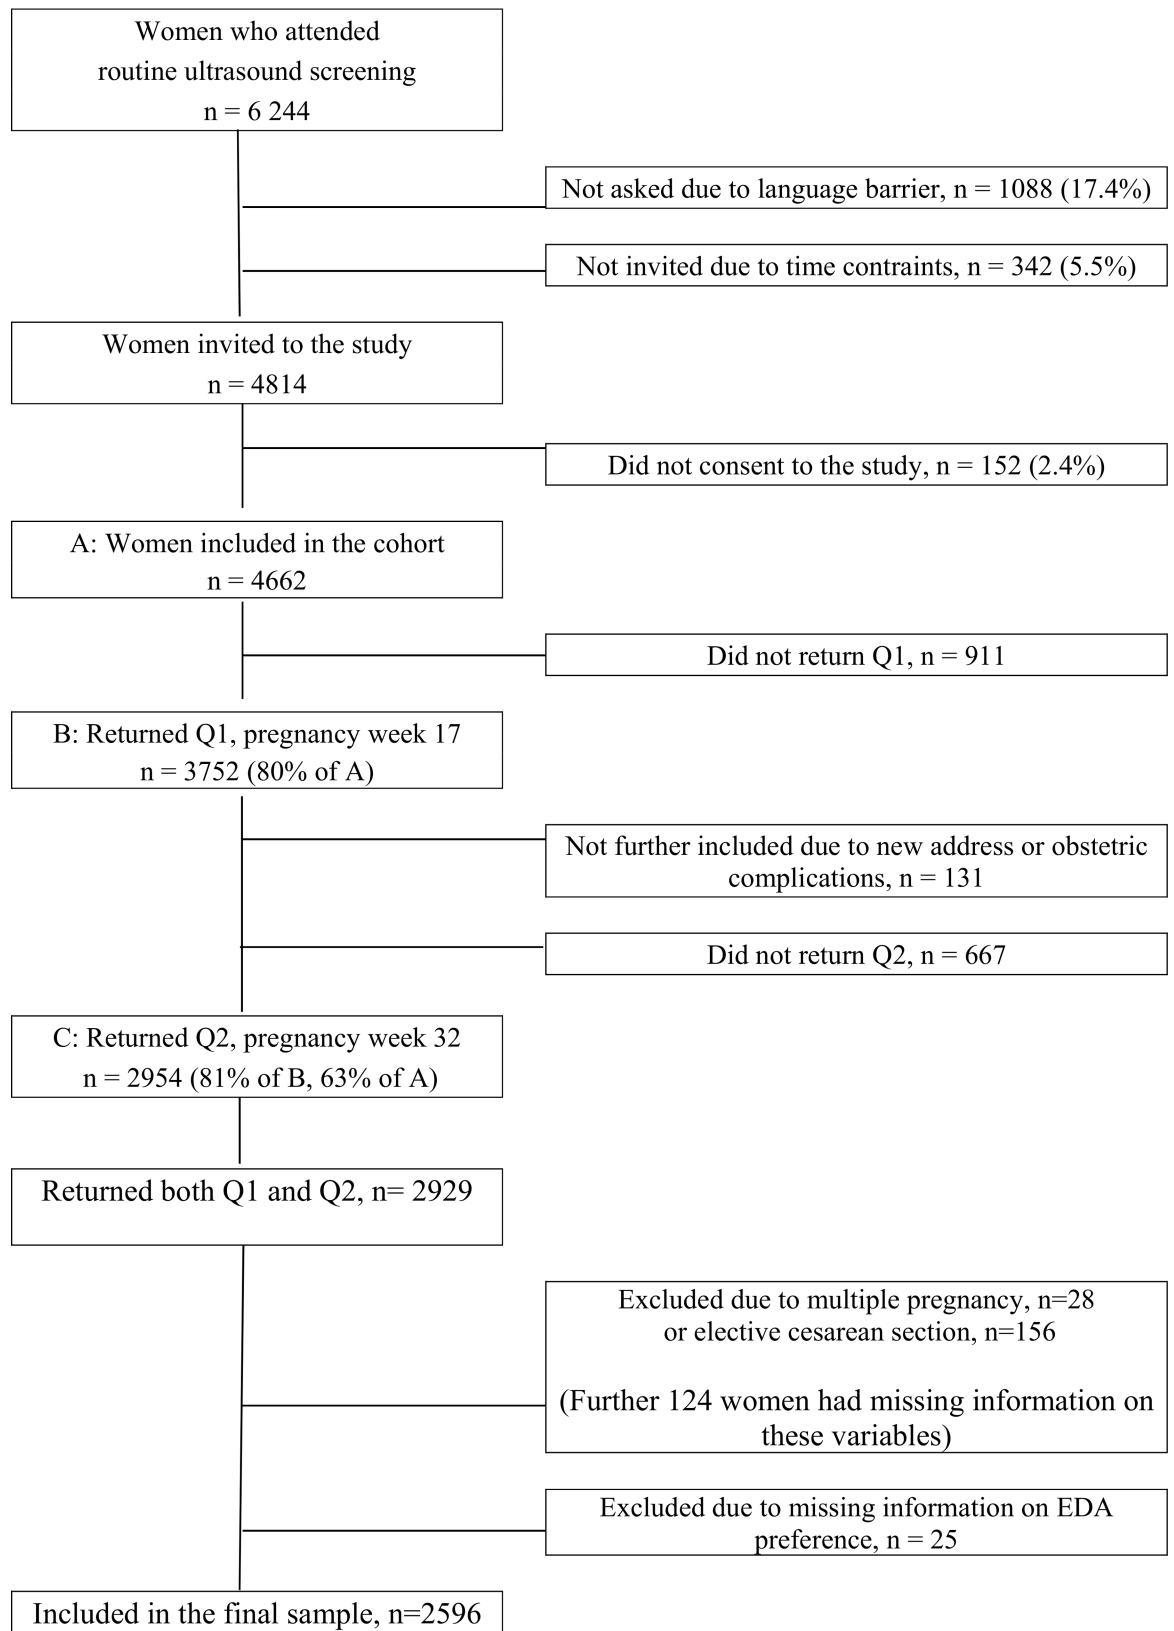 Women who attended
routine ultrasound screening
n = 6 244
Not asked due to language barrier, n = 1088 (17.4%)
Not invited due to time contraints, n = 342 (5.5%)
Women invited to the study
n = 4814
Did not consent to the study, n = 152 (2.4%)
A: Women included in the cohort
n = 4662
Did not return Q1, n = 911
B: Returned Q1, pregnancy week 17
n = 3752 (80% of A)
Not further included due to new address or obstetric
complications, n = 131
Did not return Q2, n = 667
C: Returned Q2, pregnancy week 32
n = 2954 (81% of B, 63% of A)
Returned both Q1 and Q2, n= 2929
Excluded due to multiple pregnancy, n=28
or elective cesarean section, n=156
(Further 124 women had missing information on
these variables)
Excluded due to missing information on EDA
preference, n = 25
Included in the final sample, n=2596